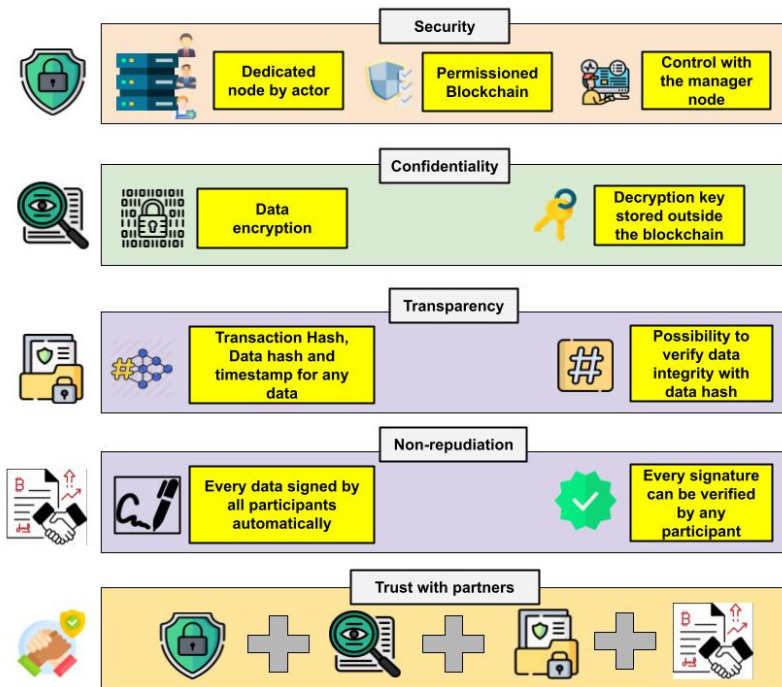 Security
Dedicated
node by actor
Permissioned
Blockchain
Control with
the manager
node
Confidentiality
Data
encryption
Decryption key
stored outside
the blockchain
Transparency
Transaction Hash,
Data hash and
timestamp for any
data
#
Possibility to
verify data
integrity with
data hash
#
Non-repudiation
Every data signed by
all participants
automatically
Every signature
can be verified
by any
participant
Trust with partners